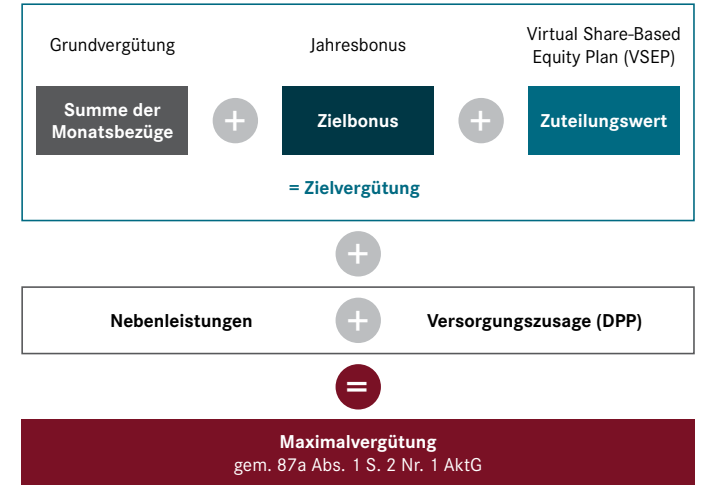 Grundvergütung
Jahresbonus
Virtual Share-Based
Equity Plan (VSEP)
Summe der
Monatsbezüge
+
Zielbonus
+
Zuteilungswert
= Zielvergütung
+
Nebenleistungen
+
Versorgungszusage (DPP)
=
Maximalvergütung
gem. 87a Abs. 1 S. 2 Nr. 1 AktG